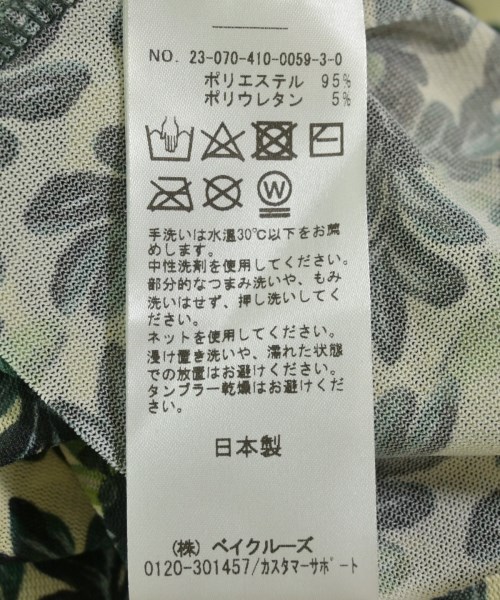 NO. 23-070-410-0059-3-0
ポリエステル 95%
ポリウレタン 5%
W
手洗いは水温30℃以下をお薦
めします。
中性洗剤を使用してください。
部分的なつまみ洗いや、もみ
洗いはせず、押し洗いしてく
ださい。
ネットを使用してください。
浸け置き洗いや、濡れた状態
での放置はお避けください。
タンブラー乾燥はお避けくだ
さい。
日本製
(株) ベイクルーズ
0120-301457/カスタマーサポート